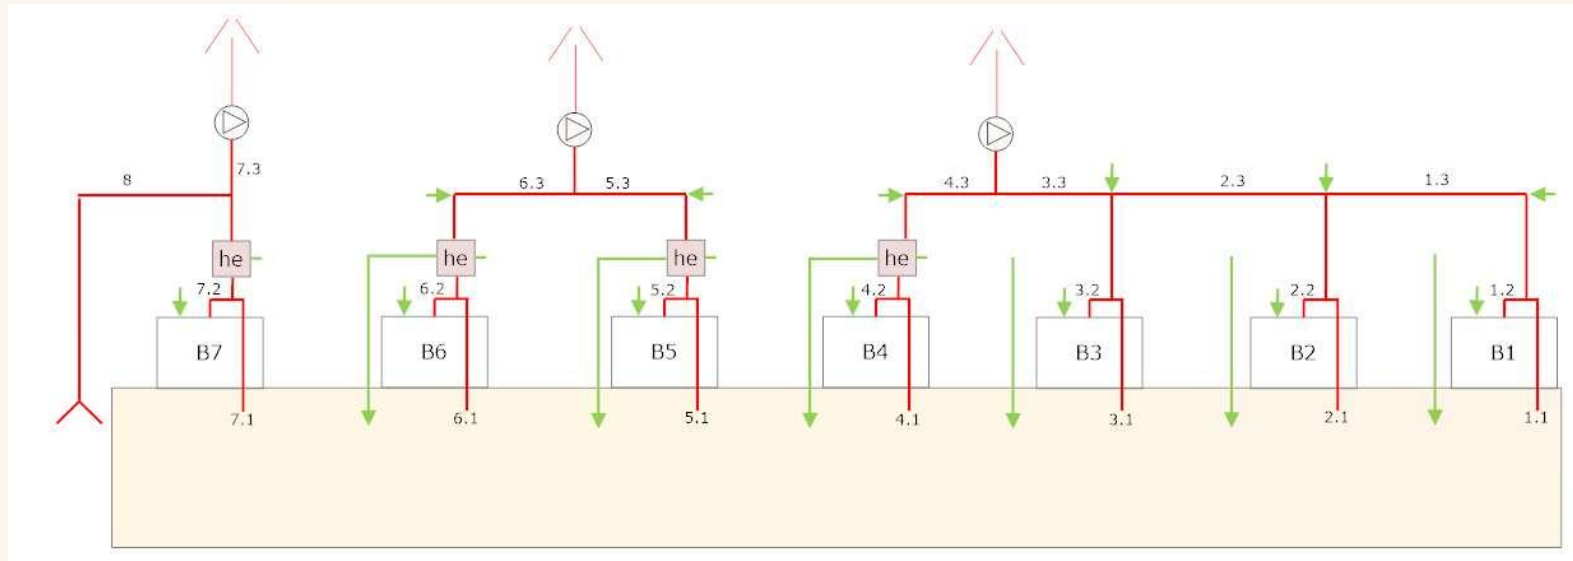 7.3
8
6.3 5.3
4.3 3.3 2.3 1.3
he he he he
7.2 6.2 5.2 4.2 3.2 2.2 1.2
B7 B6 B5 B4 B3 B2 B1
7.1 6.1 5.1 4.1 3.1 2.1 1.1